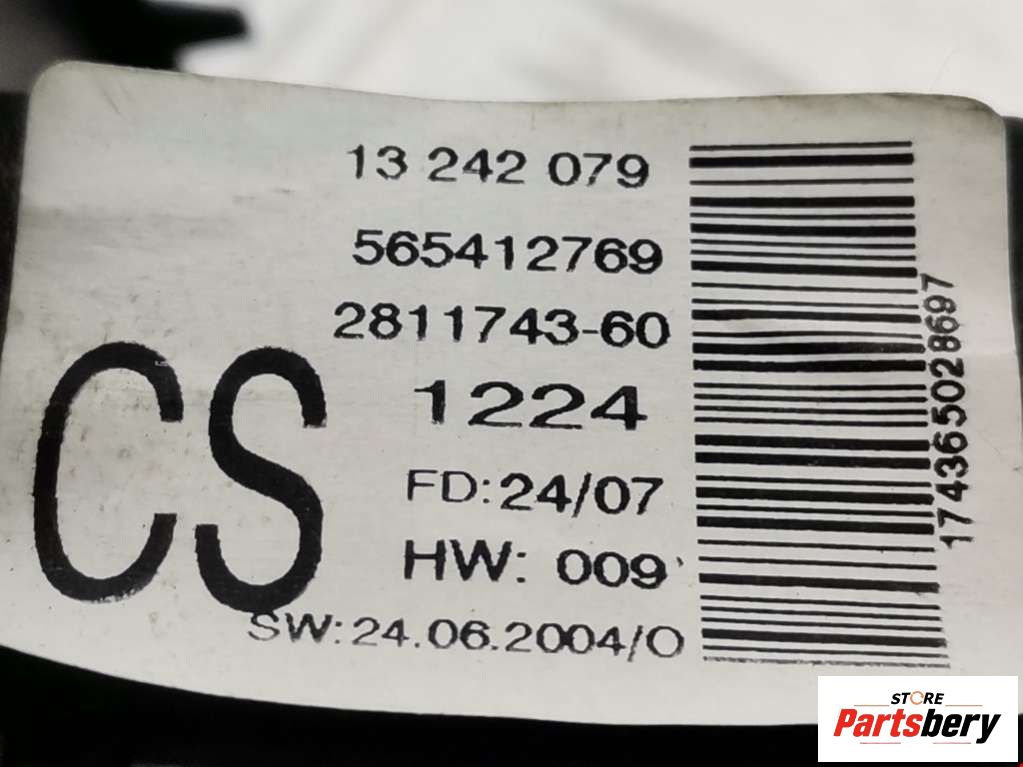 13 242 079
565412769
2811743-60
1224
FD: 24/07
HW: 009
SW: 24.06.2004/O
CS
174365028697
STORE
Partsbery